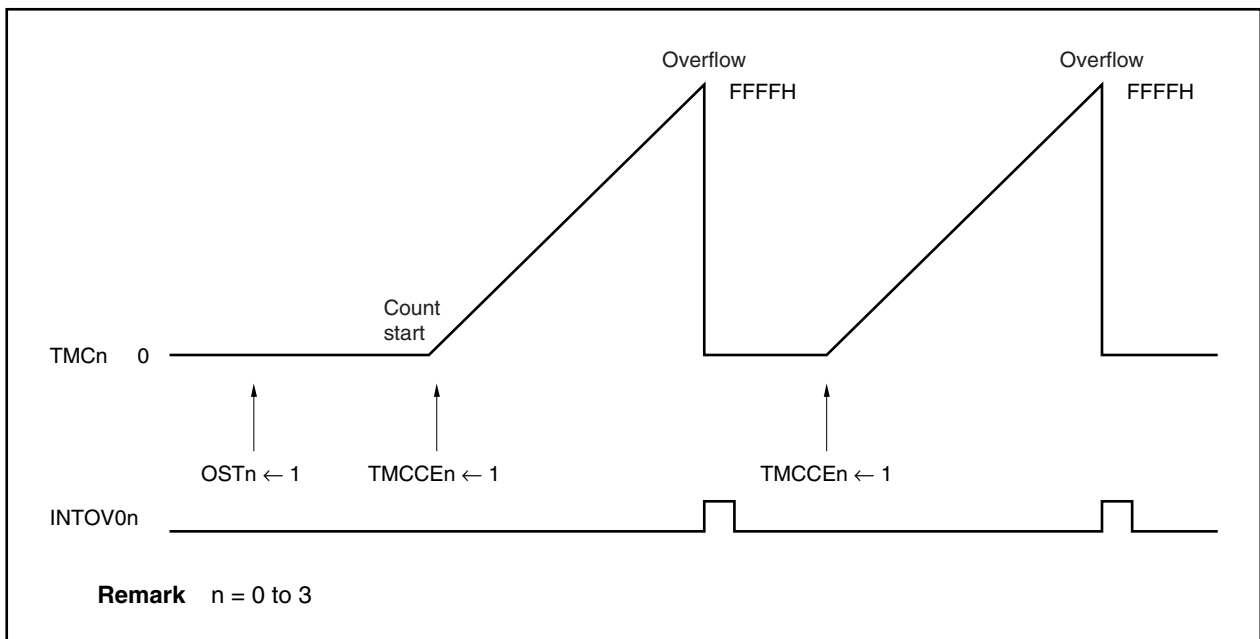 Overflow Overflow
FFFFH FFFFH
Count
start
TMCn 0
OSTn ← 1 TMCCEn ← 1 TMCCEn ← 1
INTOV0n
Remark n = 0 to 3